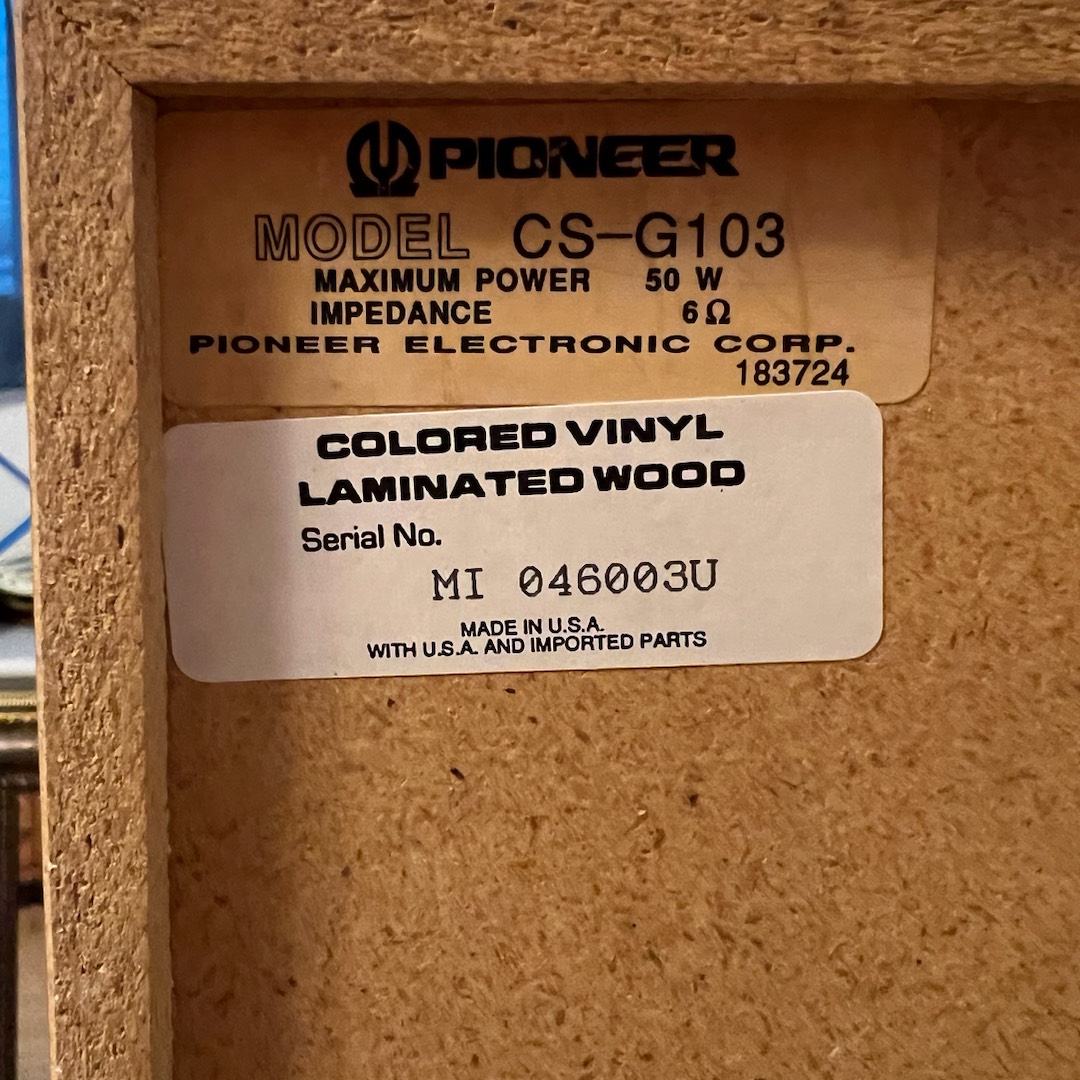 PIONEER
MODEL CS-G103
MAXIMUM POWER 50 W
IMPEDANCE 6Ω
PIONEER ELECTRONIC CORP.
183724
COLORED VINYL
LAMINATED WOOD
Serial No.
MI 046003U
MADE IN U.S.A.
WITH U.S.A. AND IMPORTED PARTS